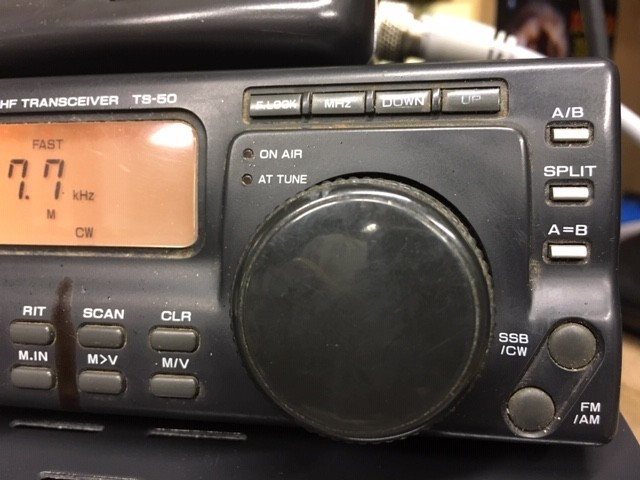 HF TRANSCEIVER TS-50
F.LOCK MHz DOWN UP
A/B
FAST
7.7 kHz
M
CW
ON AIR
AT TUNE
SPLIT
A=B
RIT SCAN CLR
M.IN M>V M/V
SSB
/CW
FM
/AM